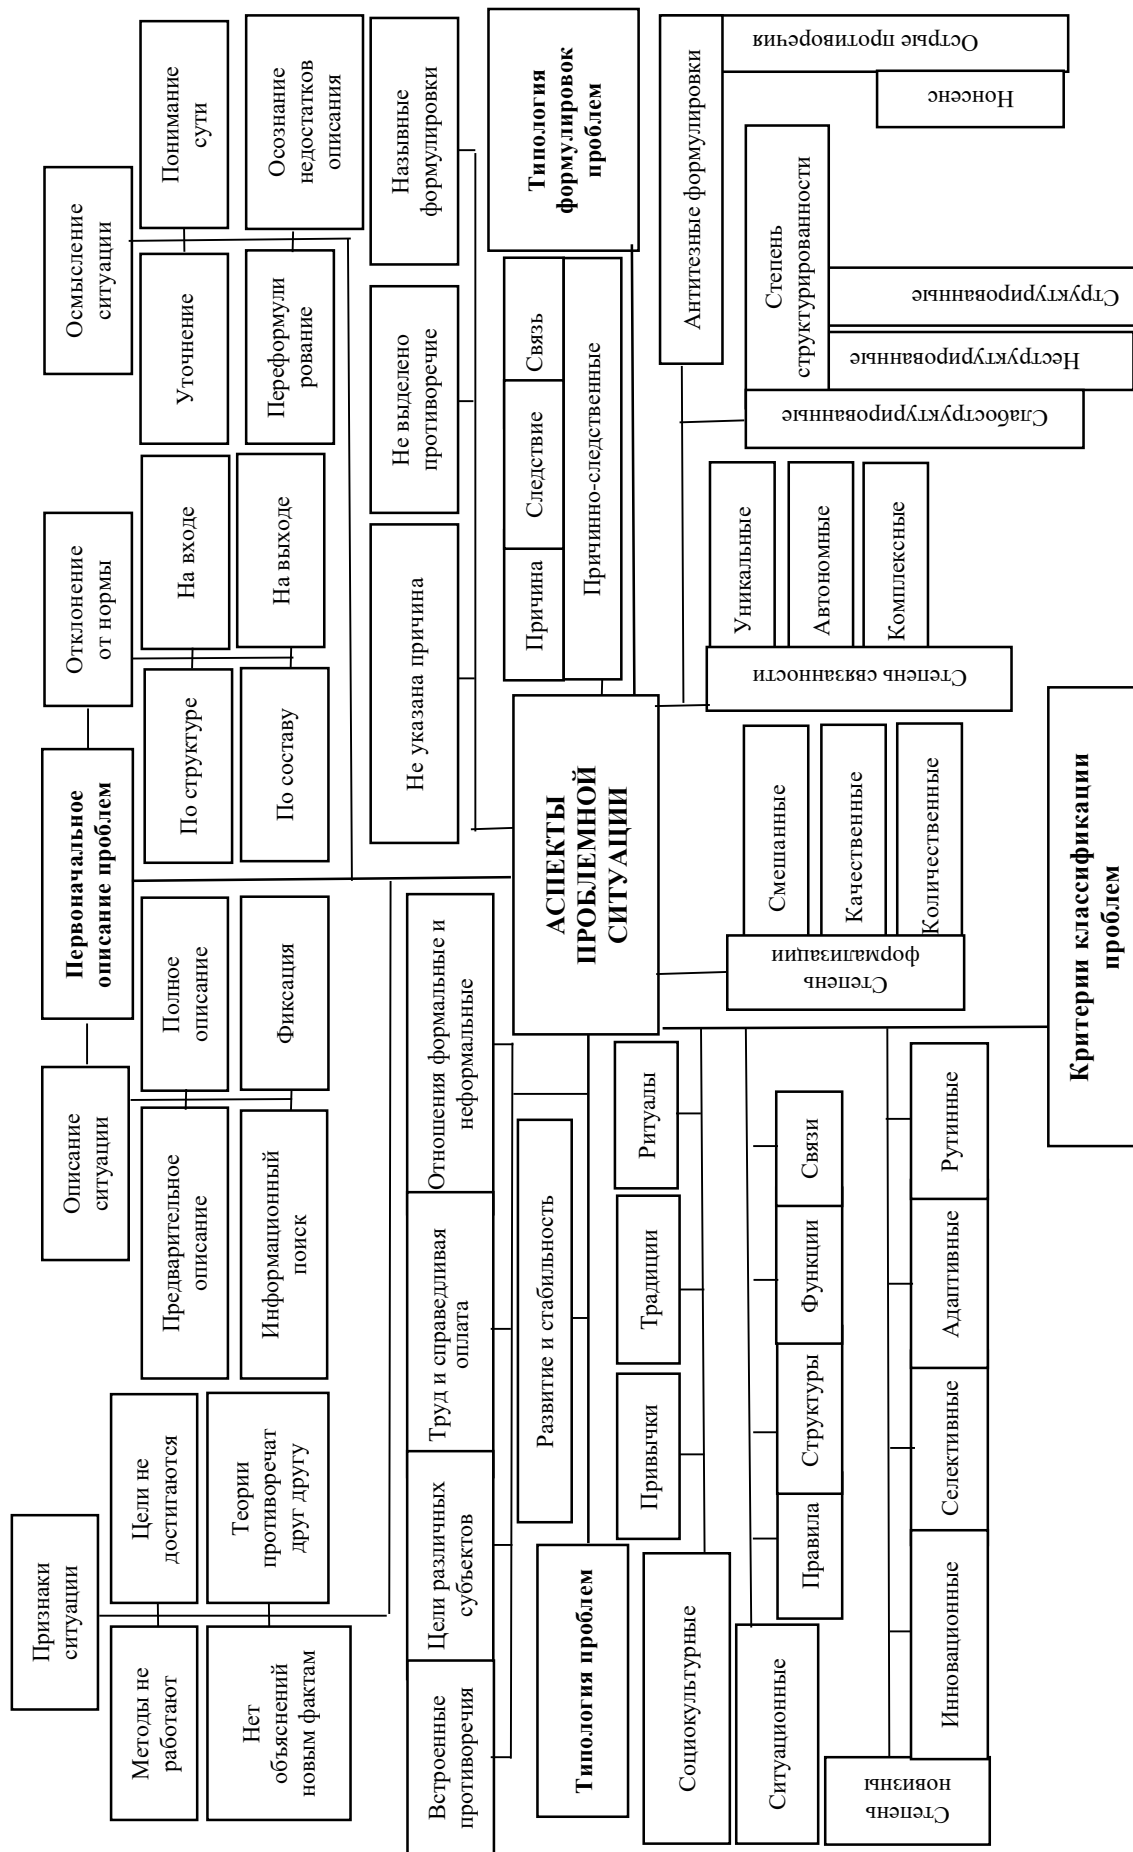 Признаки
ситуации
Методы не
работают
Цели не
достигаются
Нет
объяснений
новым фактам
Теории
противоречат
друг другу
Первоначальное
описание проблем
Описание
ситуации
Предварительное
описание
Полное
описание
Информационный
поиск
Фиксация
Отклонение
от нормы
По структуре
На входе
По составу
На выходе
Осмысление
ситуации
Уточнение
Понимание
сути
Переформули
рование
Осознание
недостатков
описания
Встроенные
противоречия
Цели различных
субъектов
Труд и справедливая
оплата
Отношения формальные и
неформальные
Развитие и стабильность
Типология проблем
Не указана причина
Не выделено
противоречие
Назывные
формулировки
Причина
Следствие
Связь
Причинно-следственные
Типология
формулировок
проблем
АСПЕКТЫ
ПРОБЛЕМНОЙ
СИТУАЦИИ
Социокультурные
Привычки
Традиции
Ритуалы
Ситуационные
Правила
Структуры
Функции
Связи
Степень
новизны
Инновационные
Селективные
Адаптивные
Рутинные
Степень
формализации
Смешанные
Качественные
Количественные
Степень связанности
Уникальные
Автономные
Комплексные
Антитезные формулировки
Острые противоречия
Нонсенс
Степень
структурированности
Слабоструктурированные
Неструктурированные
Структурированные
Критерии классификации
проблем